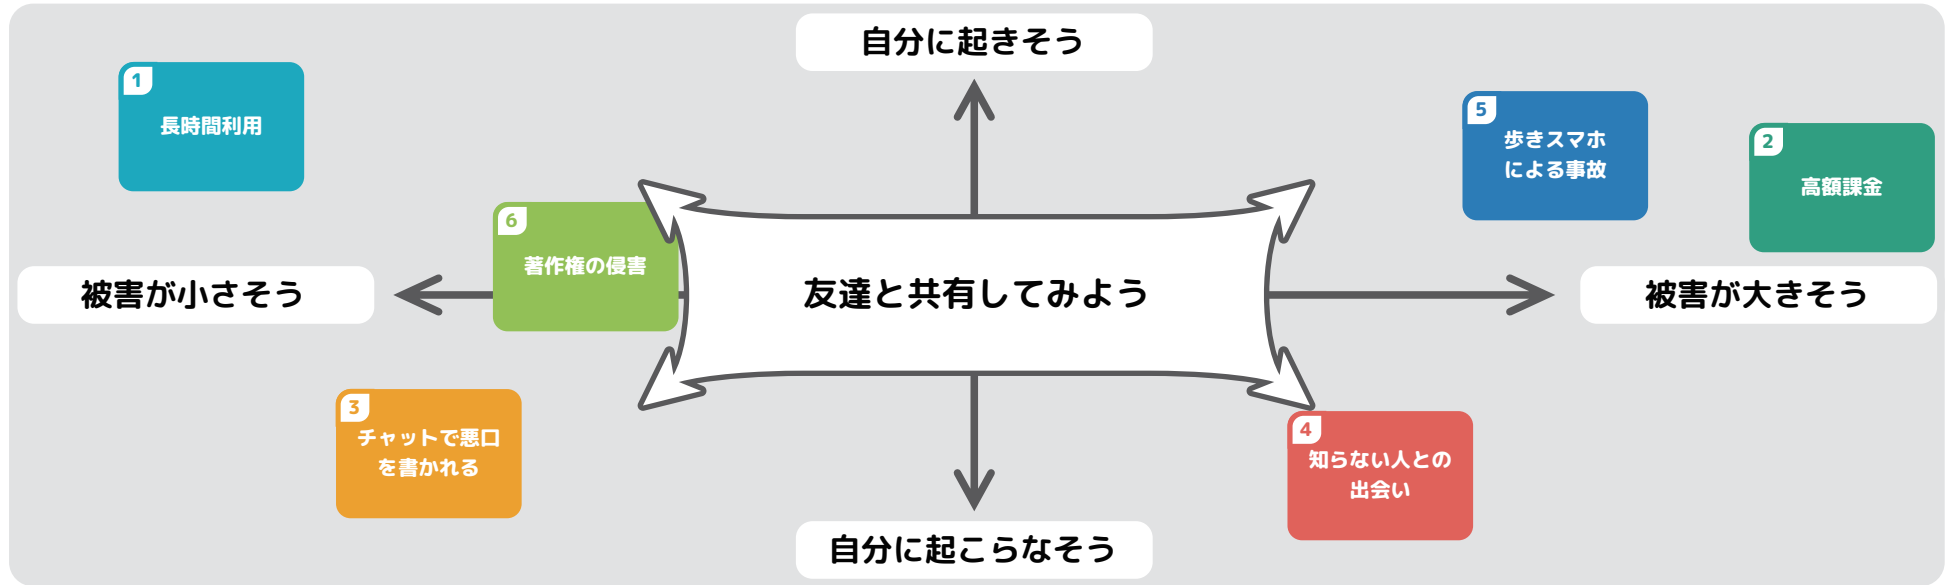 自分に起きそう
1
長時間利用
5
歩きスマホ
による事故
2
高額課金
6
著作権の侵害
被害が小さそう
友達と共有してみよう
被害が大きそう
3
チャットで悪口
を書かれる
4
知らない人との
出会い
自分に起こらなそう